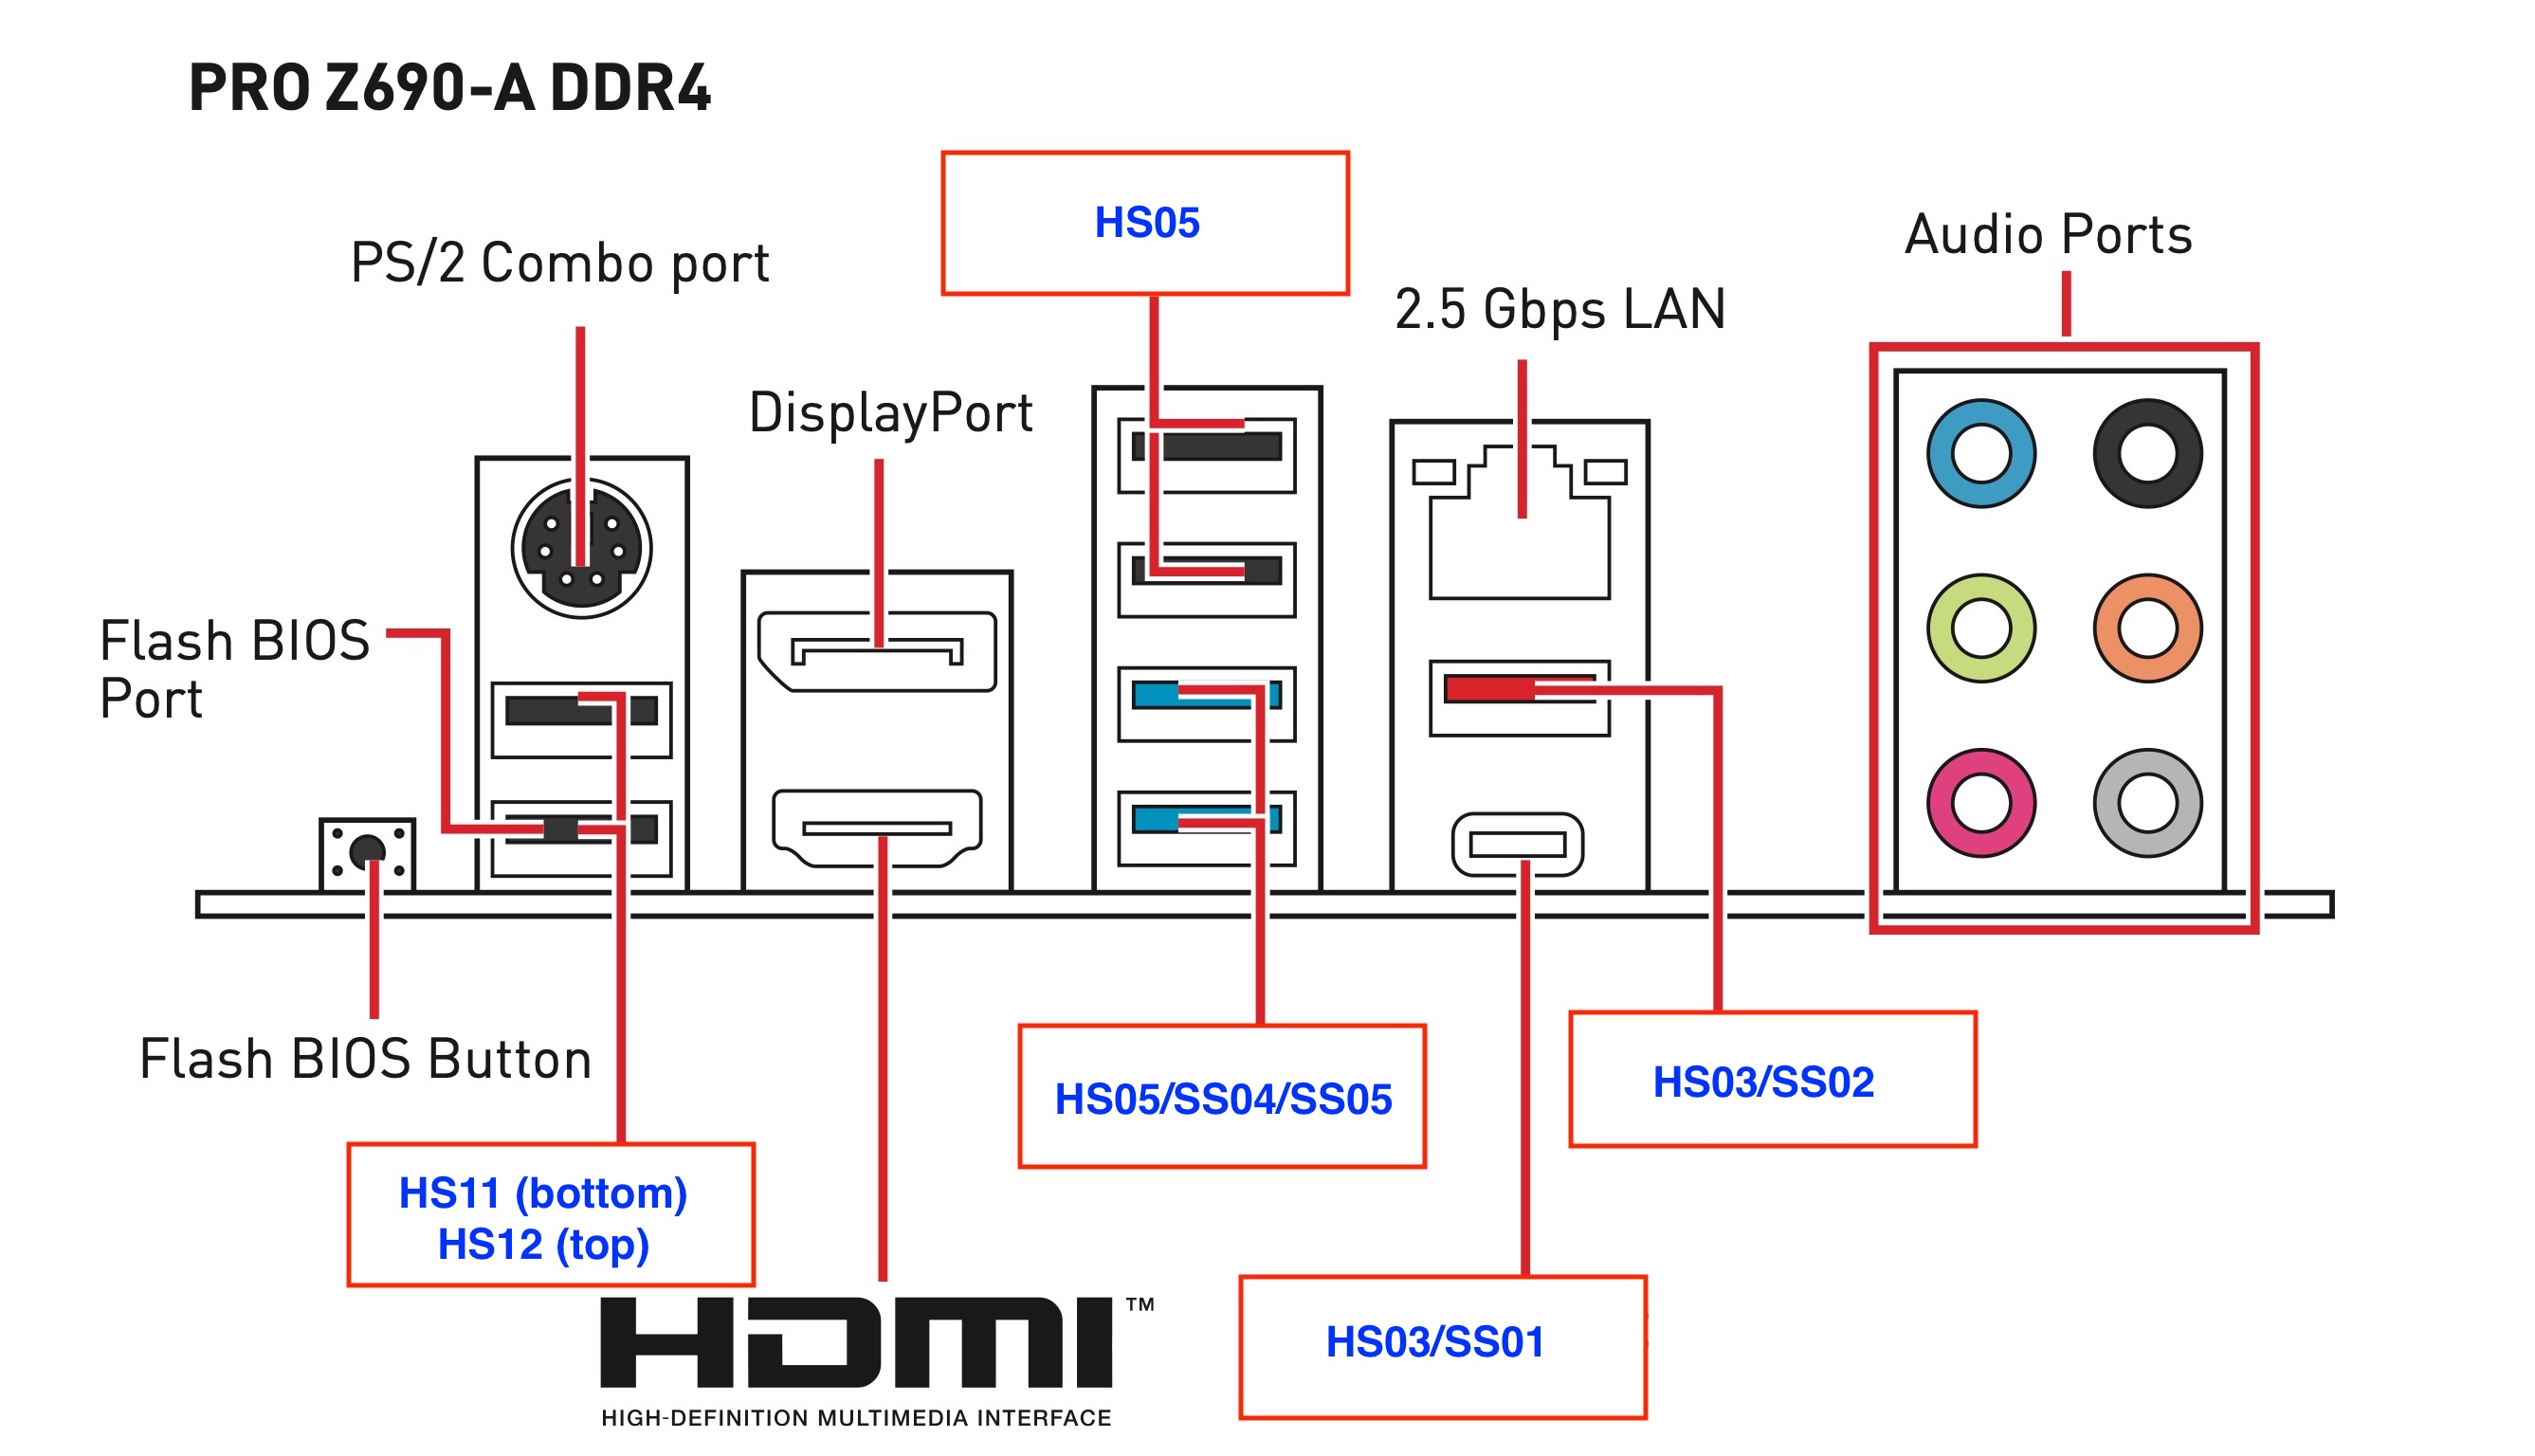 PRO Z690-A DDR4
HS05
Audio Ports
PS/2 Combo port
2.5 Gbps LAN
DisplayPort
Flash BIOS
Port
Flash BIOS Button
HS05/SS04/SS05
HS03/SS02
HS11 (bottom)
HS12 (top)
HS03/SS01
HDMI™
HIGH-DEFINITION MULTIMEDIA INTERFACE